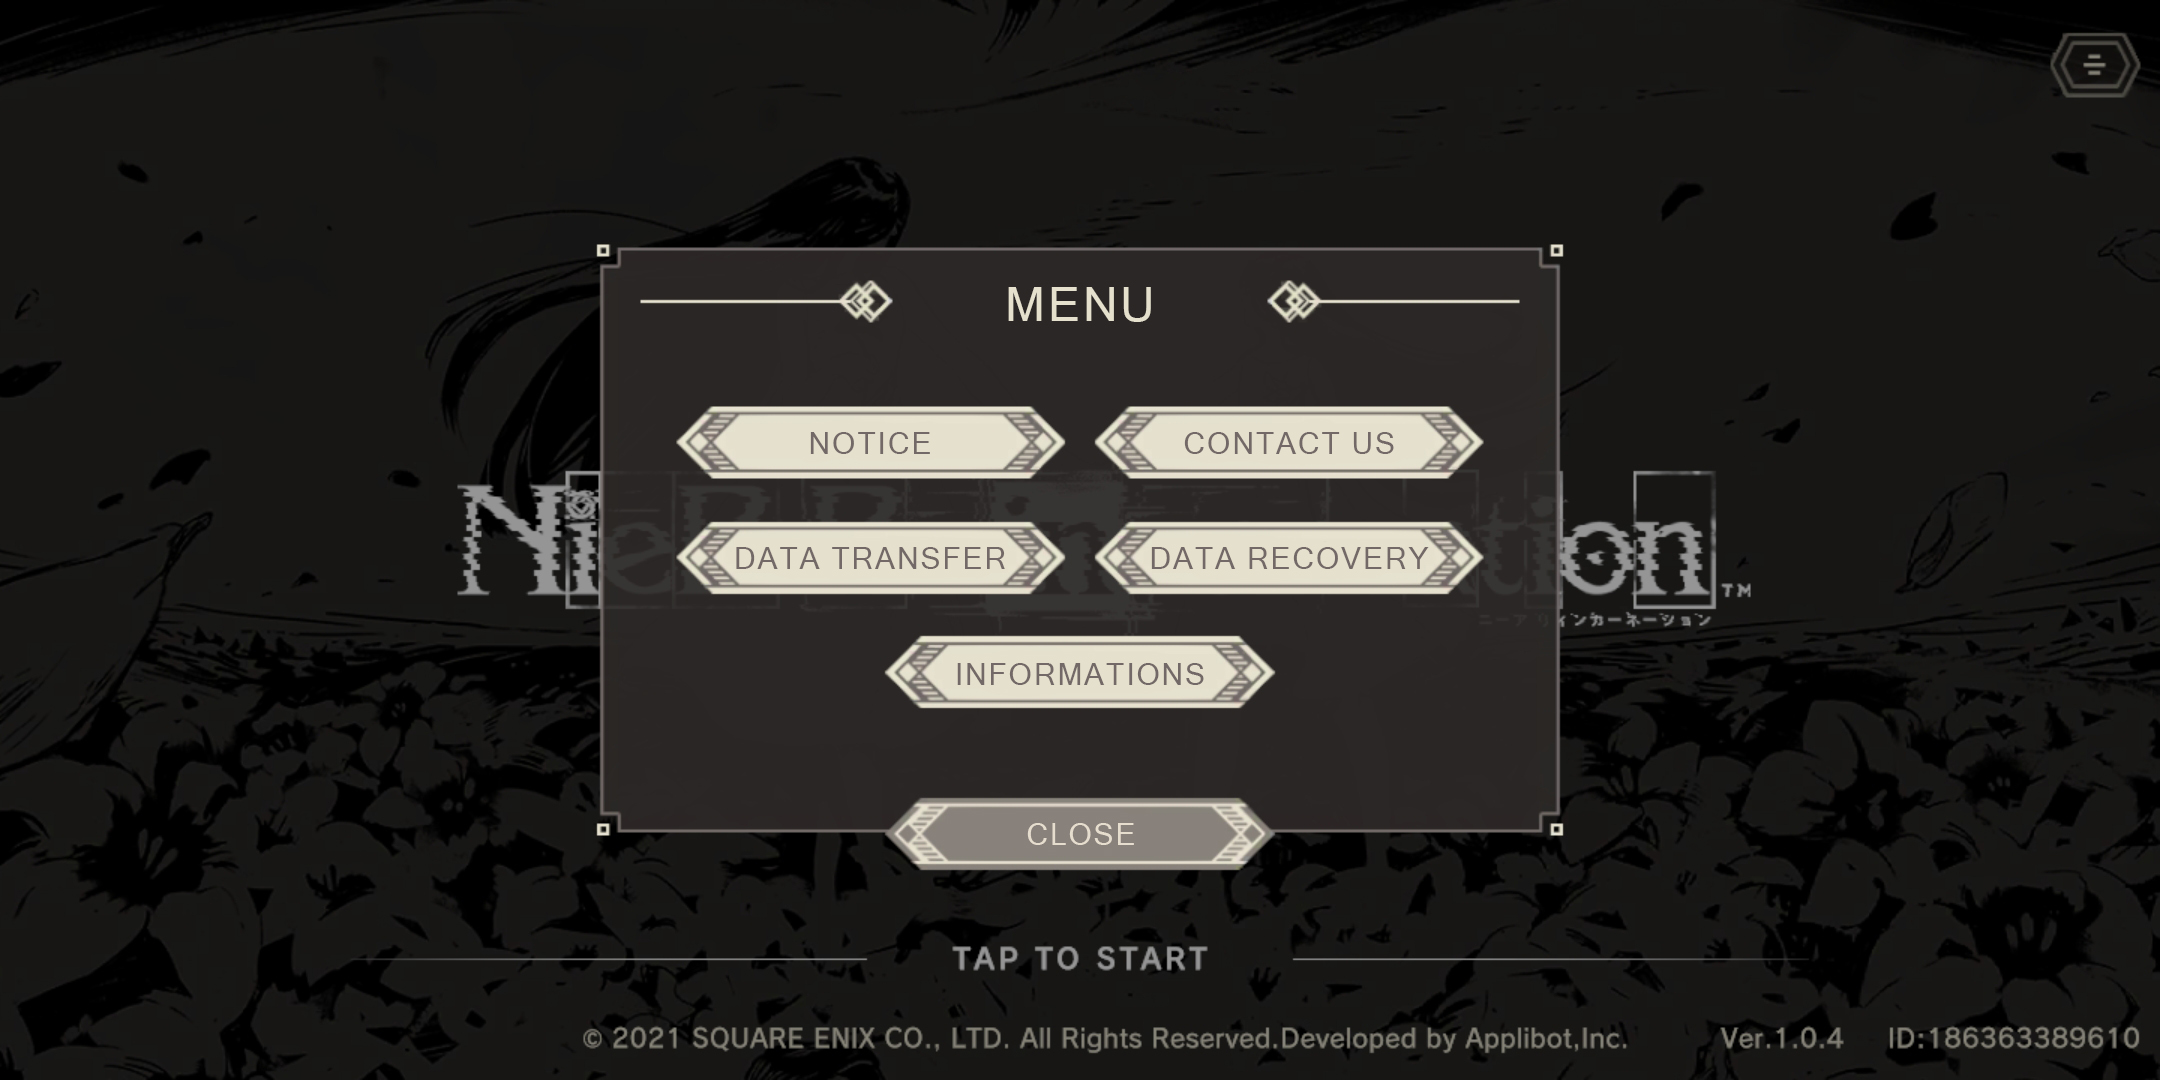 MENU
NOTICE
CONTACT US
DATA TRANSFER
DATA RECOVERY
INFORMATIONS
CLOSE
TAP TO START
© 2021 SQUARE ENIX CO., LTD. All Rights Reserved.Developed by Applibot,Inc.
Ver.1.0.4
ID:186363389610